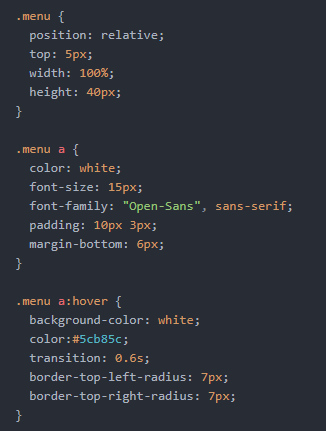 .menu {
  position: relative;
  top: 5px;
  width: 100%;
  height: 40px;
}

.menu a {
  color: white;
  font-size: 15px;
  font-family: "Open-Sans", sans-serif;
  padding: 10px 3px;
  margin-bottom: 6px;
}

.menu a:hover {
  background-color: white;
  color:#5cb85c;
  transition: 0.6s;
  border-top-left-radius: 7px;
  border-top-right-radius: 7px;
}